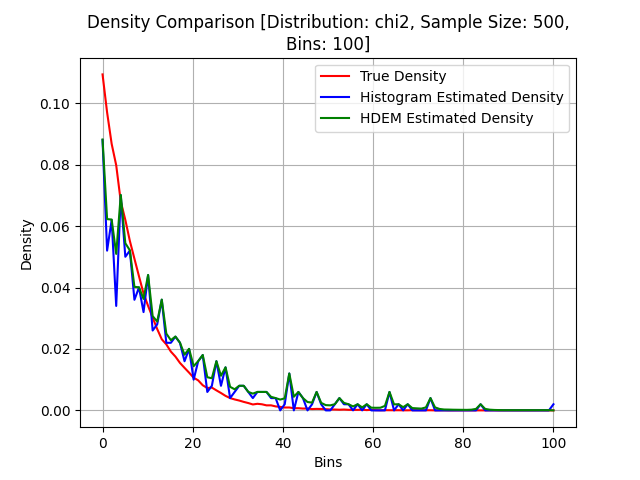 Density Comparison [Distribution: chi2, Sample Size: 500,
Bins: 100]
True Density
Histogram Estimated Density
HDEM Estimated Density
Density
0.10
0.08
0.06
0.04
0.02
0.00
0 20 40 60 80 100
Bins